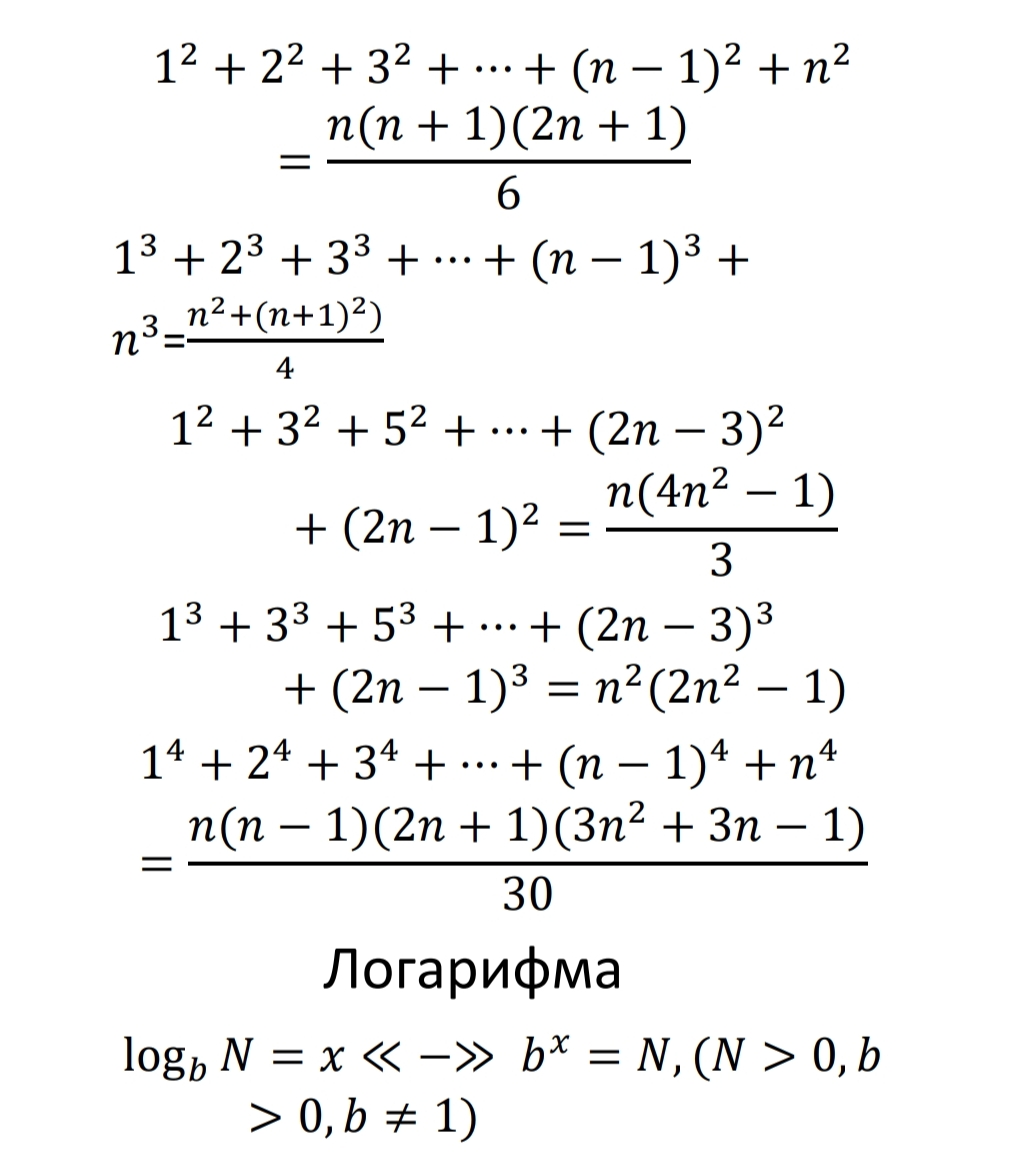 1² + 2² + 3² + ⋯ + (n − 1)² + n²
= n(n + 1)(2n + 1) / 6
1³ + 2³ + 3³ + ⋯ + (n − 1)³ +
n³= n²+(n+1)²) / 4
1² + 3² + 5² + ⋯ + (2n − 3)²
+ (2n − 1)² = n(4n² − 1) / 3
1³ + 3³ + 5³ + ⋯ + (2n − 3)³
+ (2n − 1)³ = n²(2n² − 1)
1⁴ + 2⁴ + 3⁴ + ⋯ + (n − 1)⁴ + n⁴
= n(n − 1)(2n + 1)(3n² + 3n − 1) / 30
Логарифма
log_b N = x ≪ −≫ bˣ = N, (N > 0, b
> 0, b ≠ 1)